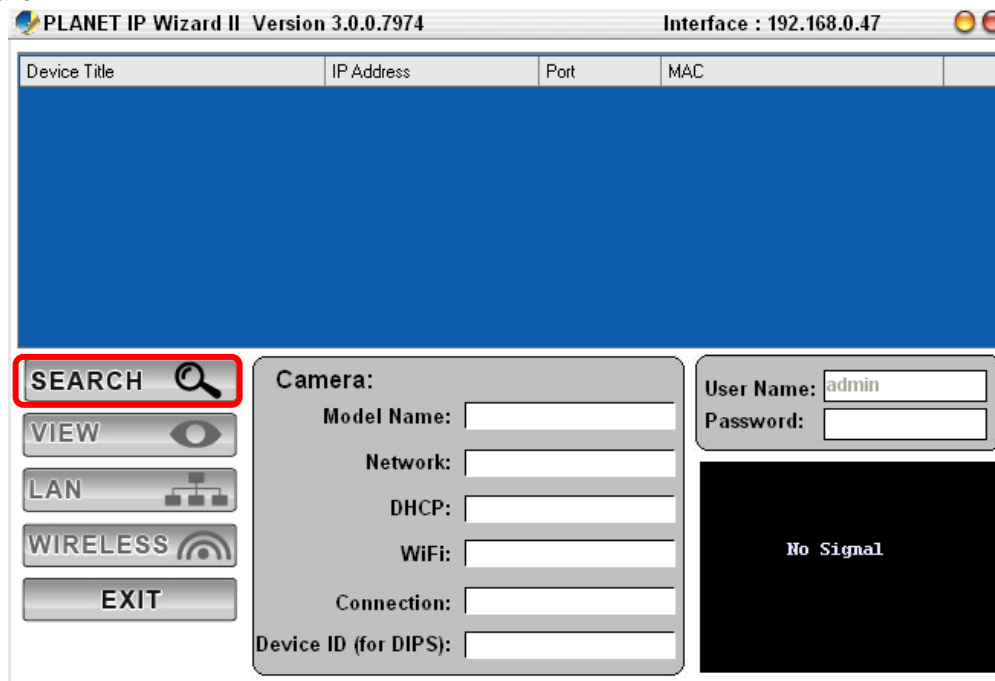 PLANET IP Wizard II Version 3.0.0.7974 Interface : 192.168.0.47
Device Title IP Address Port MAC
SEARCH
VIEW
LAN
WIRELESS
EXIT
Camera:
Model Name:
Network:
DHCP:
WiFi:
Connection:
Device ID (for DIPS):
User Name: admin
Password:
No Signal